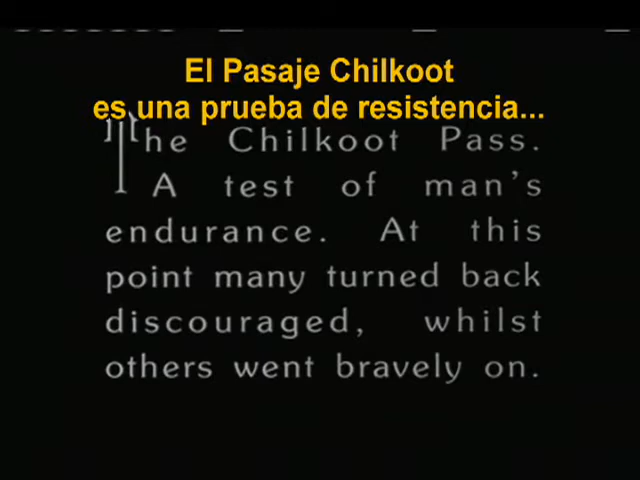 El Pasaje Chilkoot
es una prueba de resistencia...
The Chilkoot Pass.
A test of man's
endurance. At this
point many turned back
discouraged, whilst
others went bravely on.